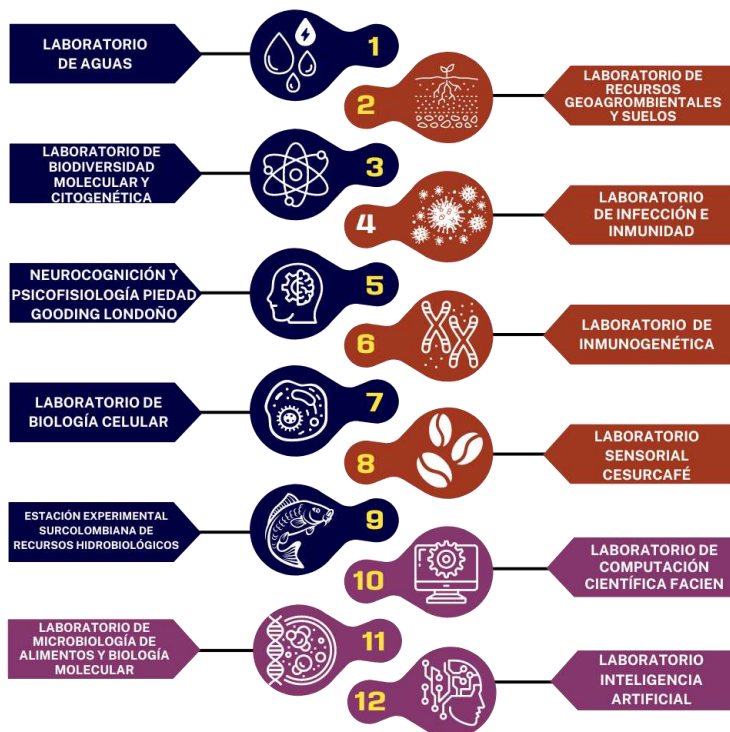 LABORATORIO
DE AGUAS
1
2
LABORATORIO DE
RECURSOS
GEOAGROMBIENTALES
Y SUELOS
LABORATORIO DE
BIODIVERSIDAD
MOLECULAR Y
CITOGENÉTICA
3
4
LABORATORIO
DE INFECCIÓN E
INMUNIDAD
NEUROCOGNICIÓN Y
PSICOFISIOLOGÍA PIEDAD
GOODING LONDOÑO
5
6
LABORATORIO DE
INMUNOGENÉTICA
LABORATORIO DE
BIOLOGÍA CELULAR
7
8
LABORATORIO
SENSORIAL
CESURCAFÉ
ESTACIÓN EXPERIMENTAL
SURCOLOMBIANA DE
RECURSOS HIDROBIOLÓGICOS
9
10
LABORATORIO DE
COMPUTACIÓN
CIENTÍFICA FACIEN
LABORATORIO DE
MICROBIOLOGÍA DE
ALIMENTOS Y BIOLOGÍA
MOLECULAR
11
12
LABORATORIO
INTELIGENCIA
ARTIFICIAL